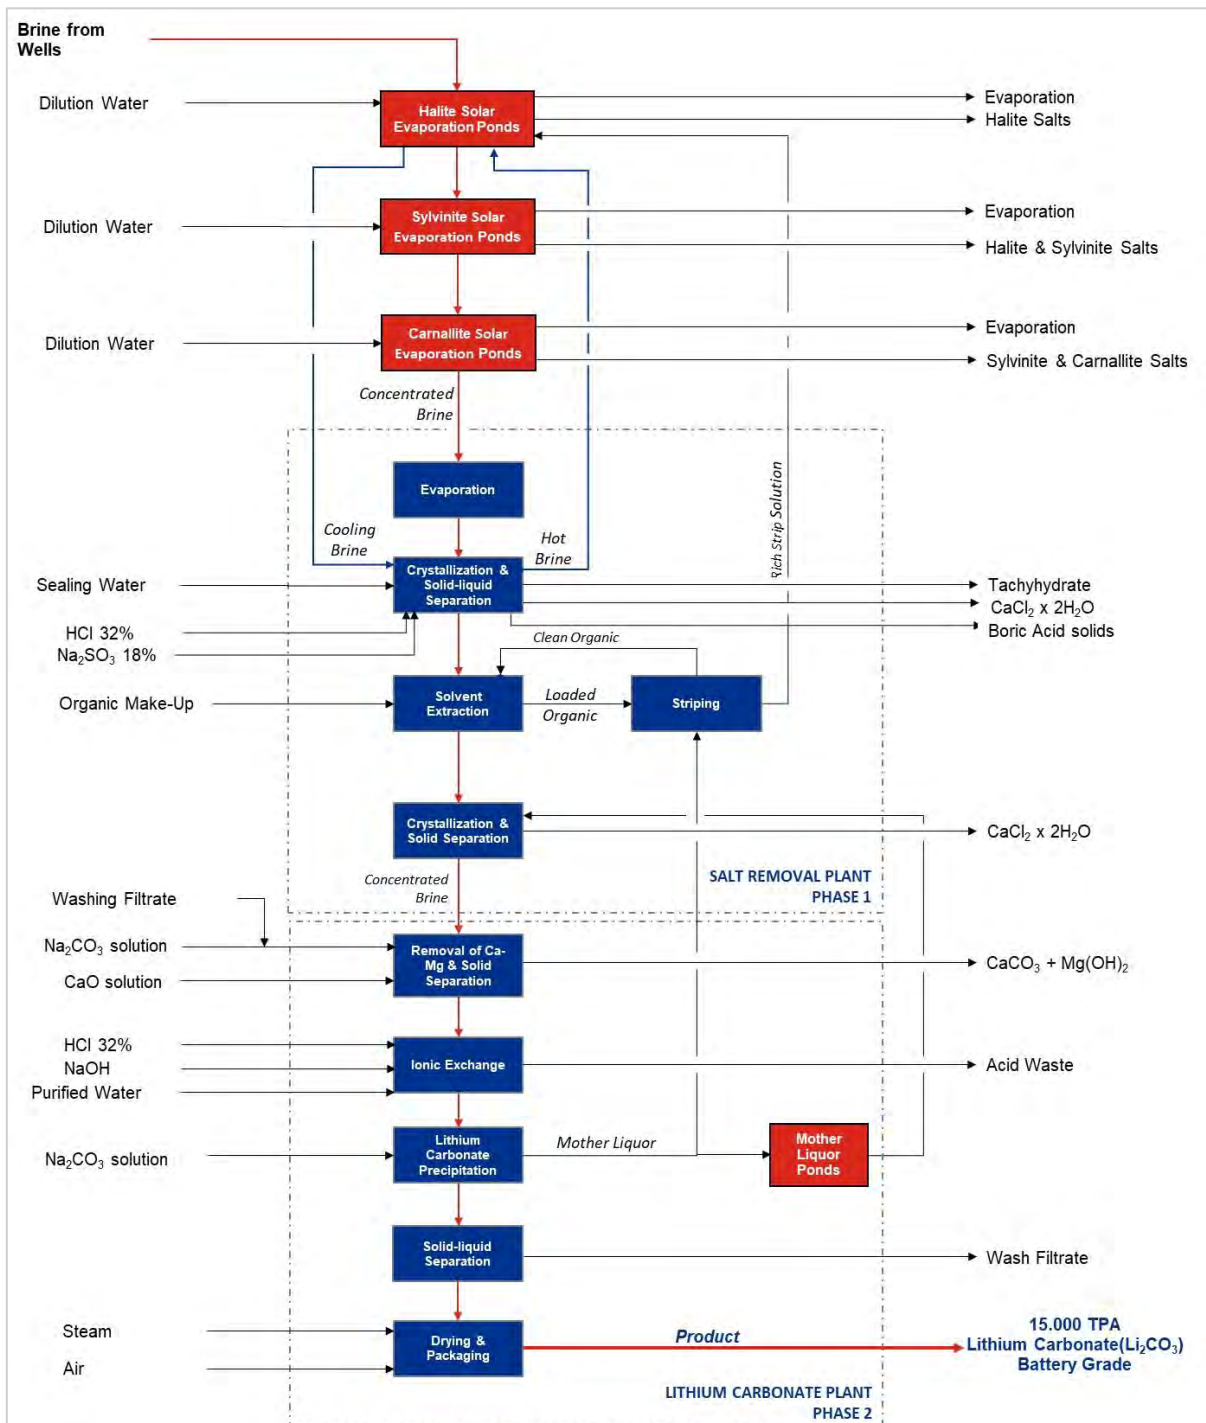 Brine from
Wells
Dilution Water
Halite Solar
Evaporation Ponds
Evaporation
Halite Salts
Dilution Water
Sylvinite Solar
Evaporation Ponds
Evaporation
Halite & Sylvinite Salts
Dilution Water
Carnallite Solar
Evaporation Ponds
Evaporation
Sylvinite & Carnallite Salts
Concentrated
Brine
Evaporation
Rich Strip Solution
Cooling
Brine
Hot
Brine
Sealing Water
HCl 32%
Na₂SO₃ 18%
Crystallization &
Solid-liquid
Separation
Tachyhydrate
CaCl₂ x 2H₂O
Boric Acid solids
Clean Organic
Organic Make-Up
Solvent
Extraction
Loaded
Organic
Striping
Crystallization &
Solid Separation
CaCl₂ x 2H₂O
SALT REMOVAL PLANT
PHASE 1
Concentrated
Brine
Washing Filtrate
Na₂CO₃ solution
CaO solution
Removal of Ca-
Mg & Solid
Separation
CaCO₃ + Mg(OH)₂
HCl 32%
NaOH
Purified Water
Ionic Exchange
Acid Waste
Na₂CO₃ solution
Lithium
Carbonate
Precipitation
Mother Liquor
Mother
Liquor
Ponds
Solid-liquid
Separation
Wash Filtrate
Steam
Air
Drying &
Packaging
Product
15.000 TPA
Lithium Carbonate(Li₂CO₃)
Battery Grade
LITHIUM CARBONATE PLANT
PHASE 2